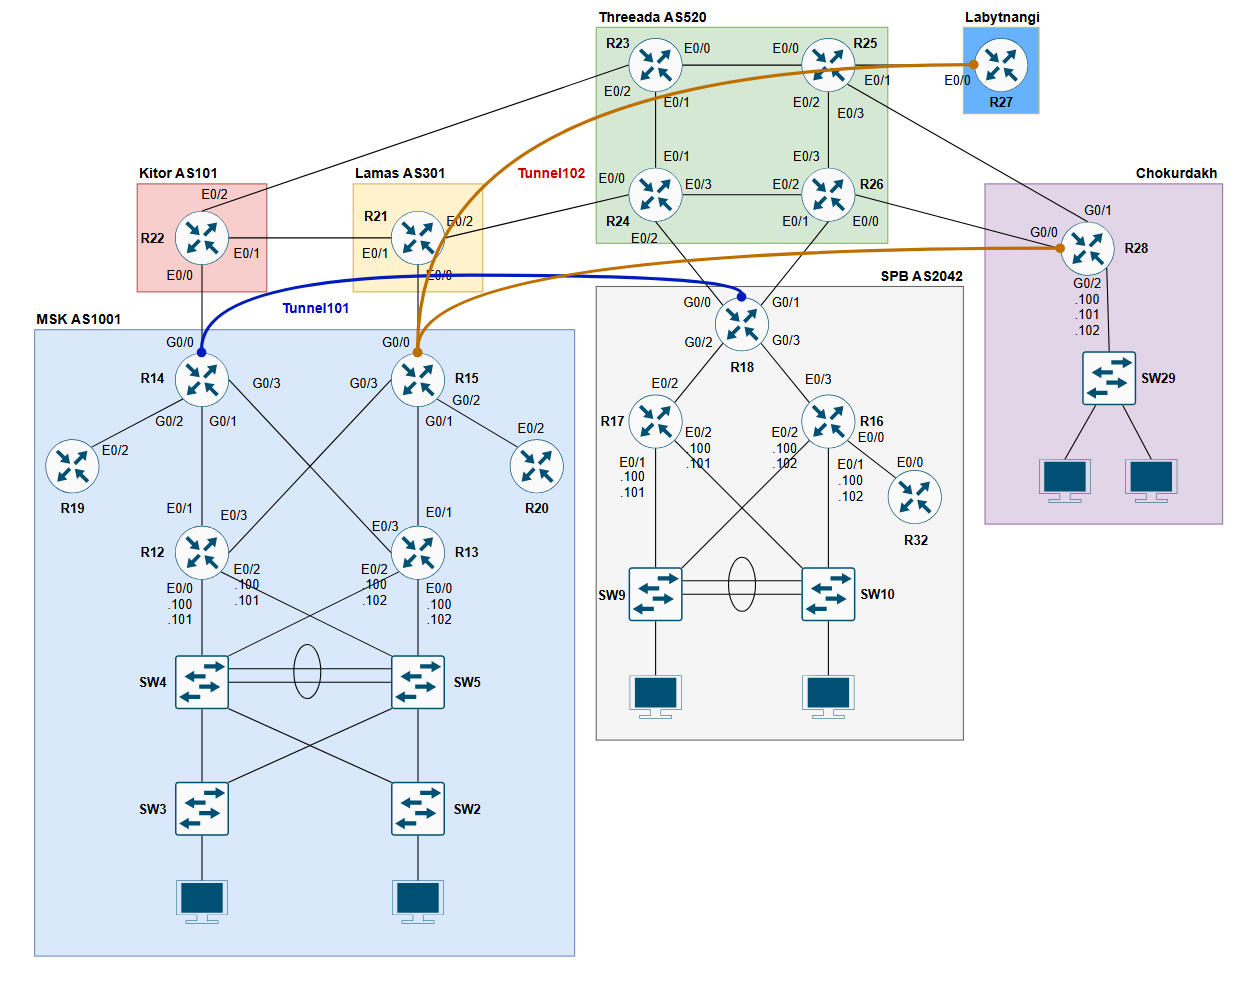 Threeada AS520
Labytnangi
R23
E0/0
E0/0
R25
E0/2
E0/1
E0/2
E0/1
E0/3
E0/0
R27
Kitor AS101
Lamas AS301
Tunnel102
Chokurdakh
E0/1
E0/3
E0/0
E0/3
E0/2
R26
E0/2
R22
E0/1
E0/0
R21
E0/2
E0/1
E0/0
R24
E0/2
E0/1
E0/0
G0/1
G0/0
R28
G0/2
.100
.101
.102
SPB AS2042
Tunnel101
G0/0
G0/1
G0/2
G0/3
R18
MSK AS1001
G0/0
G0/0
R14
G0/3
G0/3
R15
G0/2
G0/1
G0/2
G0/1
E0/2
R19
E0/2
R20
SW29
E0/2
E0/3
R17
E0/2
.100
.101
E0/1
.100
.101
E0/2
.100
.102
R16
E0/0
E0/1
.100
.102
E0/0
R32
E0/1
E0/3
E0/3
E0/1
R12
R13
E0/0
.100
.101
E0/2
.100
.101
E0/2
.100
.102
E0/0
.100
.102
SW9
SW10
SW4
SW5
SW3
SW2